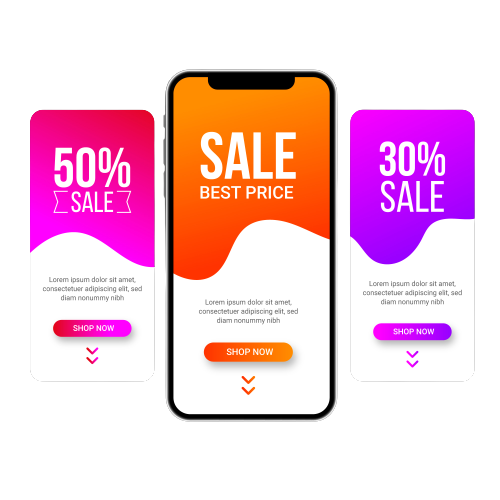 50%
SALE
Lorem ipsum dolor sit amet,
consectetuer adipiscing elit, sed
diam nonummy nibh
SHOP NOW
SALE
BEST PRICE
Lorem ipsum dolor sit amet,
consectetuer adipiscing elit, sed
diam nonummy nibh
SHOP NOW
30%
SALE
Lorem ipsum dolor sit amet,
consectetuer adipiscing elit, sed
diam nonummy nibh
SHOP NOW